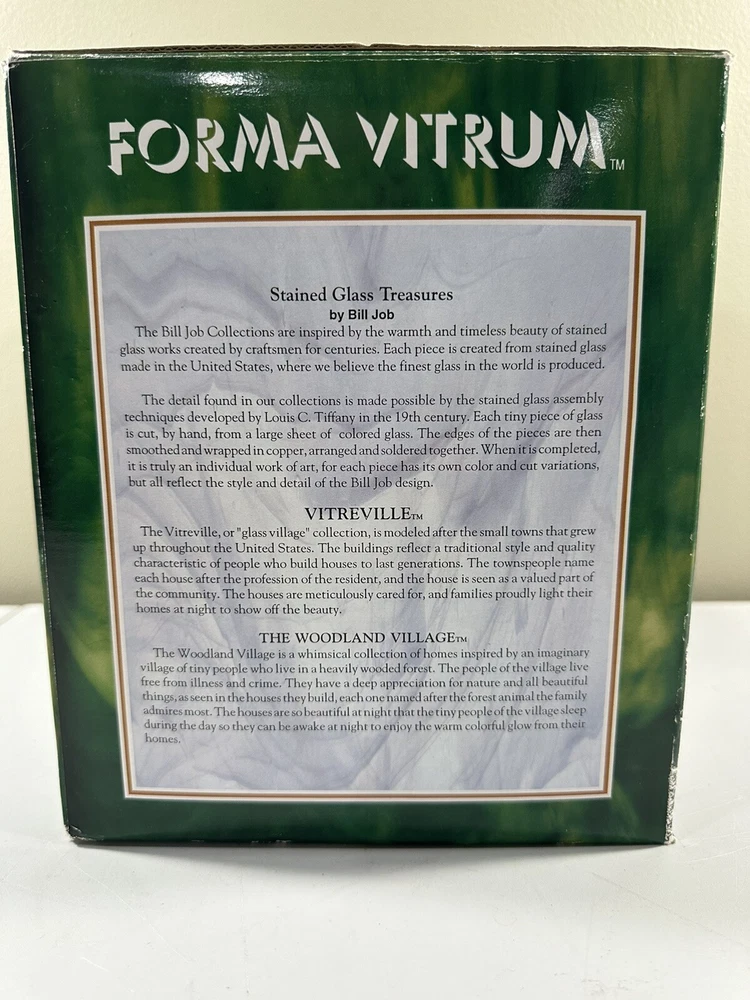 FORMA VITRUM™
Stained Glass Treasures
by Bill Job
The Bill Job Collections are inspired by the warmth and timeless beauty of stained
glass works created by craftsmen for centuries. Each piece is created from stained glass
made in the United States, where we believe the finest glass in the world is produced.
The detail found in our collections is made possible by the stained glass assembly
techniques developed by Louis C. Tiffany in the 19th century. Each tiny piece of glass
is cut, by hand, from a large sheet of colored glass. The edges of the pieces are then
smoothed and wrapped in copper, arranged and soldered together. When it is completed,
it is truly an individual work of art, for each piece has its own color and cut variations,
but all reflect the style and detail of the Bill Job design.
VITREVILLE™
The Vitreville, or "glass village" collection, is modeled after the small towns that grew
up throughout the United States. The buildings reflect a traditional style and quality
characteristic of people who build houses to last generations. The townspeople name
each house after the profession of the resident, and the house is seen as a valued part of
the community. The houses are meticulously cared for, and families proudly light their
homes at night to show off the beauty.
THE WOODLAND VILLAGE™
The Woodland Village is a whimsical collection of homes inspired by an imaginary
village of tiny people who live in a heavily wooded forest. The people of the village live
free from illness and crime. They have a deep appreciation for nature and all beautiful
things, as seen in the houses they build, each one named after the forest animal the family
admires most. The houses are so beautiful at night that the tiny people of the village sleep
during the day so they can be awake at night to enjoy the warm colorful glow from their
homes.